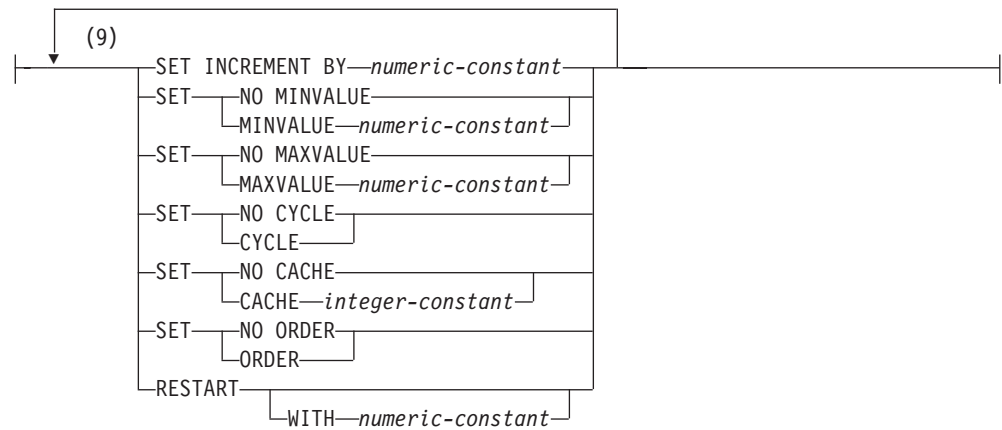 (9)
SET INCREMENT BY numeric-constant
SET NO MINVALUE
MINVALUE numeric-constant
SET NO MAXVALUE
MAXVALUE numeric-constant
SET NO CYCLE
CYCLE
SET NO CACHE
CACHE integer-constant
SET NO ORDER
ORDER
RESTART
WITH numeric-constant